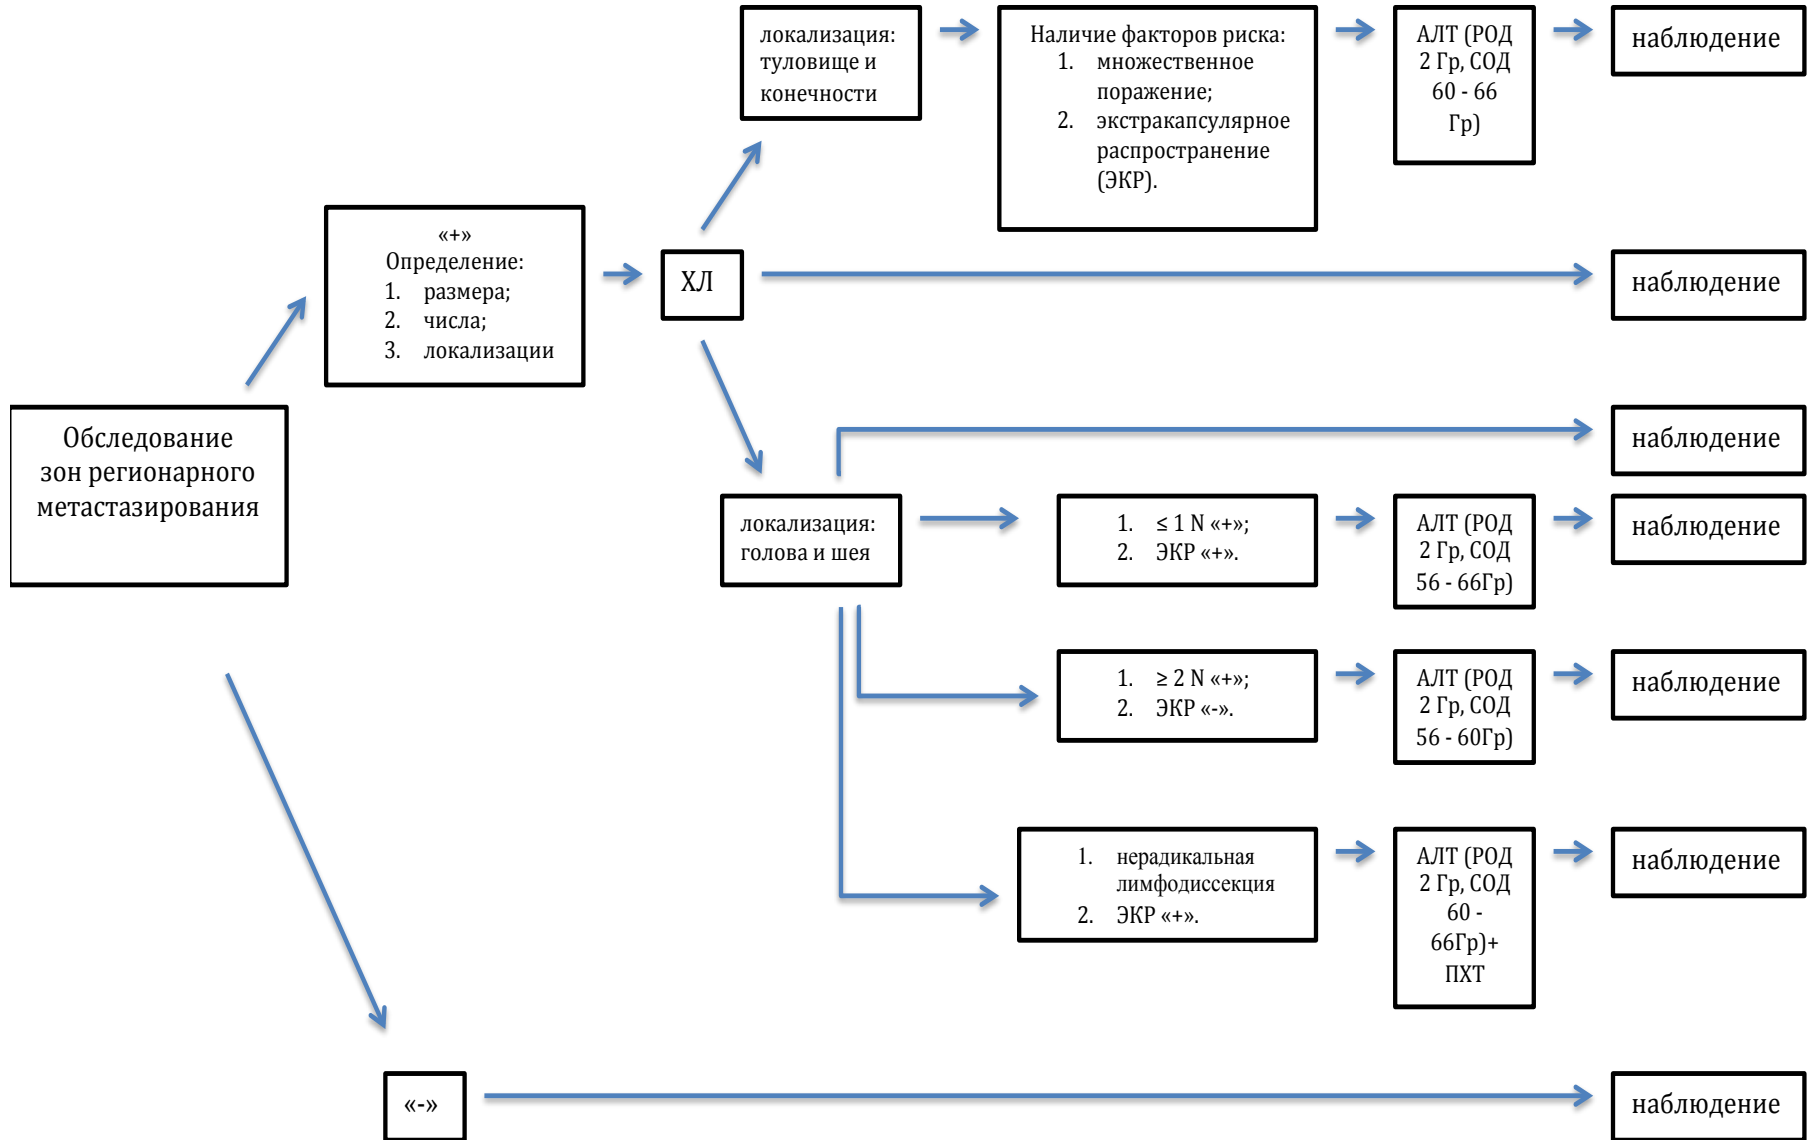 локализация:
туловище и
конечности
Наличие факторов риска:
1. множественное
поражение;
2. экстракапсулярное
распространение
(ЭКР).
АЛТ (РОД
2 Гр, СОД
60 - 66
Гр)
наблюдение
«+»
Определение:
1. размера;
2. числа;
3. локализации
ХЛ
наблюдение
Обследование
зон регионарного
метастазирования
наблюдение
локализация:
голова и шея
1. ≤ 1 N «+»;
2. ЭКР «+».
АЛТ (РОД
2 Гр, СОД
56 - 66Гр)
наблюдение
1. ≥ 2 N «+»;
2. ЭКР «-».
АЛТ (РОД
2 Гр, СОД
56 - 60Гр)
наблюдение
1. нерадикальная
лимфодиссекция
2. ЭКР «+».
АЛТ (РОД
2 Гр, СОД
60 -
66Гр)+
ПХТ
наблюдение
«-»
наблюдение